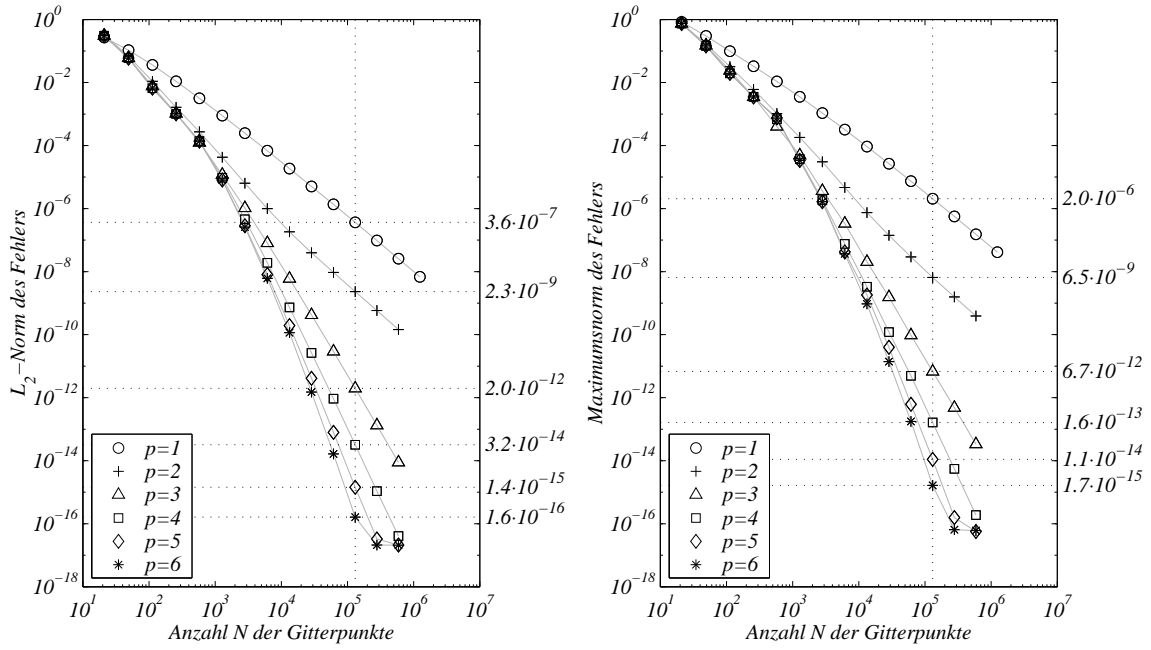 10^0
10^-2
10^-4
10^-6
10^-8
10^-10
10^-12
10^-14
10^-16
10^-18
L_2-Norm des Fehlers
3.6·10^-7
2.3·10^-9
2.0·10^-12
3.2·10^-14
1.4·10^-15
1.6·10^-16
p=1
p=2
p=3
p=4
p=5
p=6
10^1 10^2 10^3 10^4 10^5 10^6 10^7
Anzahl N der Gitterpunkte
10^0
10^-2
10^-4
10^-6
10^-8
10^-10
10^-12
10^-14
10^-16
10^-18
Maximumsnorm des Fehlers
2.0·10^-6
6.5·10^-9
6.7·10^-12
1.6·10^-13
1.1·10^-14
1.7·10^-15
p=1
p=2
p=3
p=4
p=5
p=6
10^1 10^2 10^3 10^4 10^5 10^6 10^7
Anzahl N der Gitterpunkte